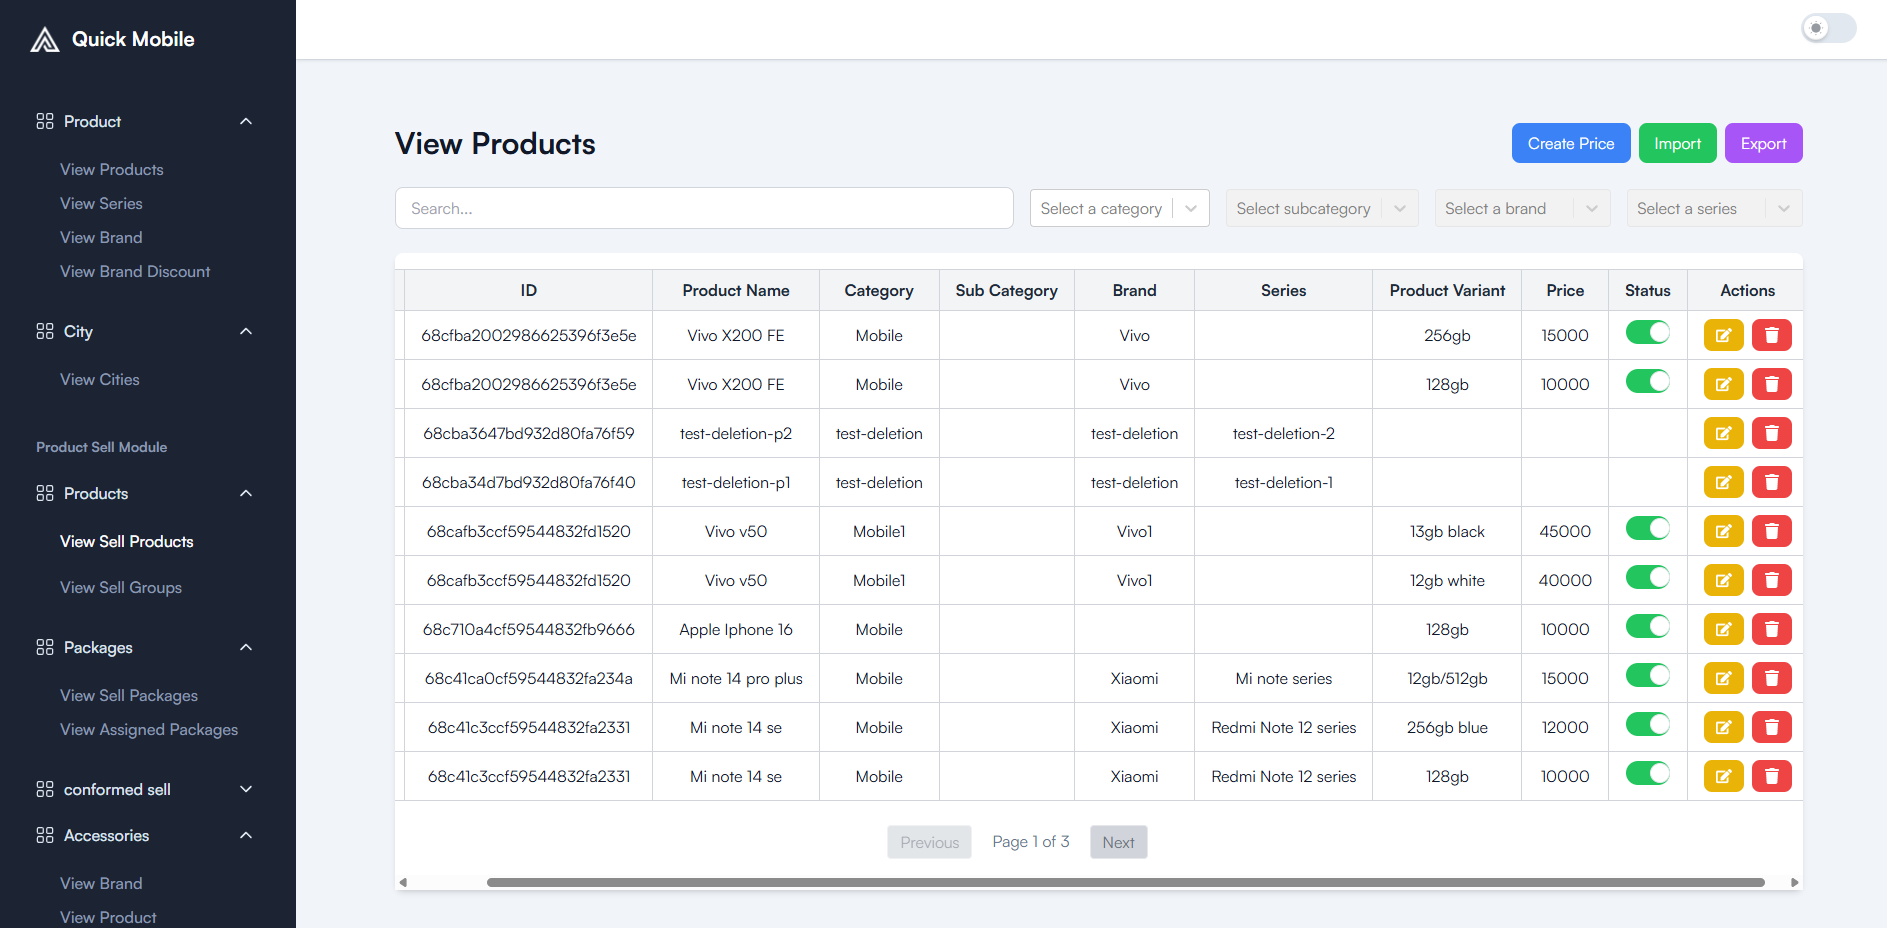 Quick Mobile
Product
View Products
View Series
View Brand
View Brand Discount
City
View Cities
Product Sell Module
Products
View Sell Products
View Sell Groups
Packages
View Sell Packages
View Assigned Packages
conformed sell
Accessories
View Brand
View Product
View Products
Create Price Import Export
Search... Select a category Select subcategory Select a brand Select a series
ID Product Name Category Sub Category Brand Series Product Variant Price Status Actions
68cfba2002986625396f3e5e Vivo X200 FE Mobile Vivo 256gb 15000
68cfba2002986625396f3e5e Vivo X200 FE Mobile Vivo 128gb 10000
68cba3647bd932d80fa76f59 test-deletion-p2 test-deletion test-deletion test-deletion-2
68cba34d7bd932d80fa76f40 test-deletion-p1 test-deletion test-deletion test-deletion-1
68cafb3ccf59544832fd1520 Vivo v50 Mobile1 Vivo1 13gb black 45000
68cafb3ccf59544832fd1520 Vivo v50 Mobile1 Vivo1 12gb white 40000
68c710a4cf59544832fb9666 Apple Iphone 16 Mobile 128gb 10000
68c41ca0cf59544832fa234a Mi note 14 pro plus Mobile Xiaomi Mi note series 12gb/512gb 15000
68c41c3ccf59544832fa2331 Mi note 14 se Mobile Xiaomi Redmi Note 12 series 256gb blue 12000
68c41c3ccf59544832fa2331 Mi note 14 se Mobile Xiaomi Redmi Note 12 series 128gb 10000
Previous Page 1 of 3 Next